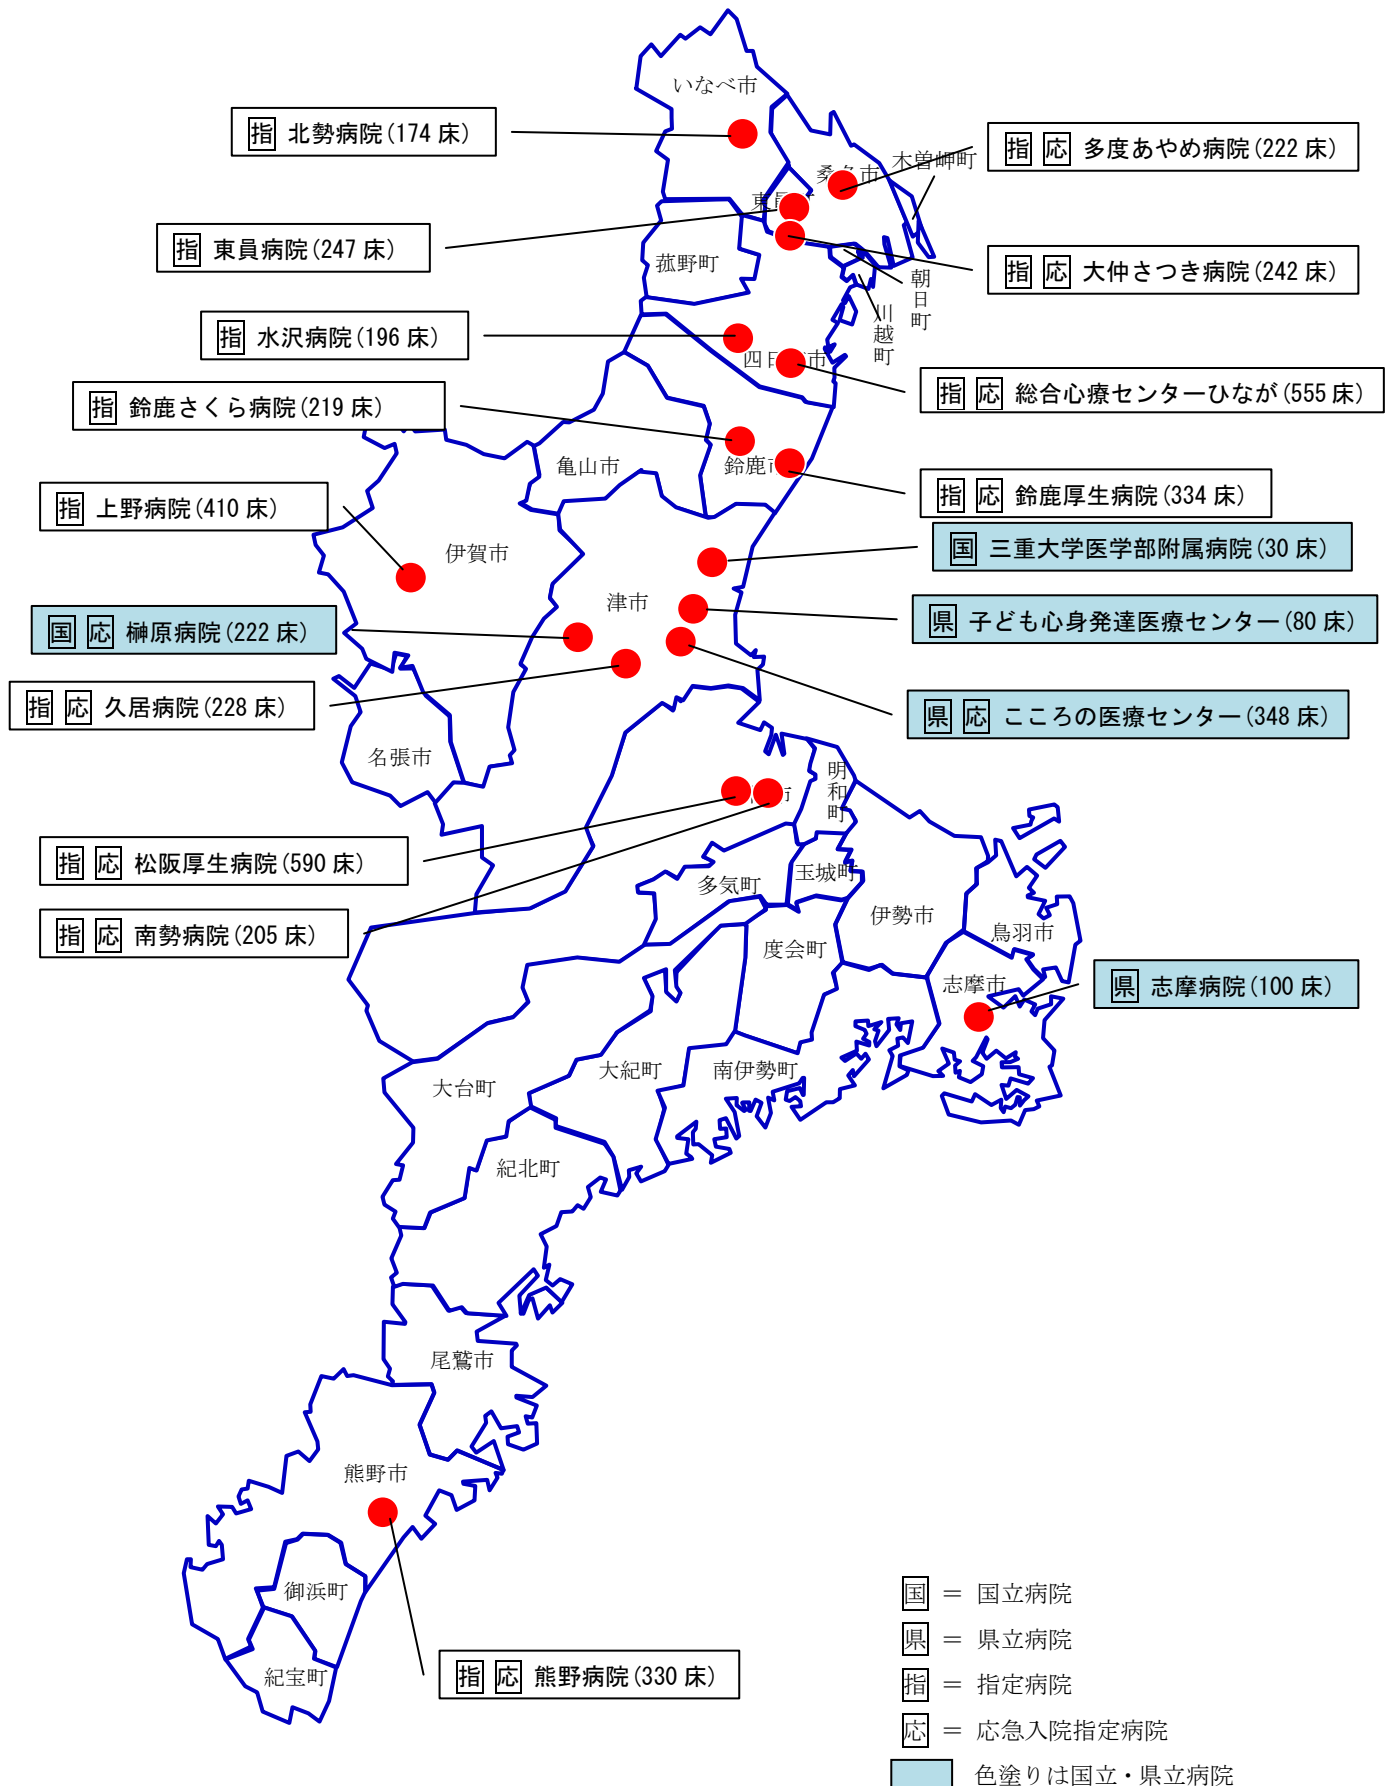 いなべ市
指 北勢病院(174 床)
指 応 多度あやめ病院(222 床)
木曽岬町
指 東員病院(247 床)
菰野町
指 応 大仲さつき病院(242 床)
朝日町
川越町
指 水沢病院(196 床)
指 応 総合心療センターひなが(555 床)
指 鈴鹿さくら病院(219 床)
亀山市
鈴鹿
指 応 鈴鹿厚生病院(334 床)
指 上野病院(410 床)
伊賀市
国 三重大学医学部附属病院(30 床)
津市
県 子ども心身発達医療センター(80 床)
国 応 榊原病院(222 床)
指 応 久居病院(228 床)
県 応 こころの医療センター(348 床)
名張市
明和町
市
指 応 松阪厚生病院(590 床)
多気町
玉城町
伊勢市
指 応 南勢病院(205 床)
度会町
鳥羽市
志摩市
県 志摩病院(100 床)
大台町
大紀町
南伊勢町
紀北町
尾鷲市
熊野市
御浜町
紀宝町
指 応 熊野病院(330 床)
国 ＝ 国立病院
県 ＝ 県立病院
指 ＝ 指定病院
応 ＝ 応急入院指定病院
色塗りは国立・県立病院